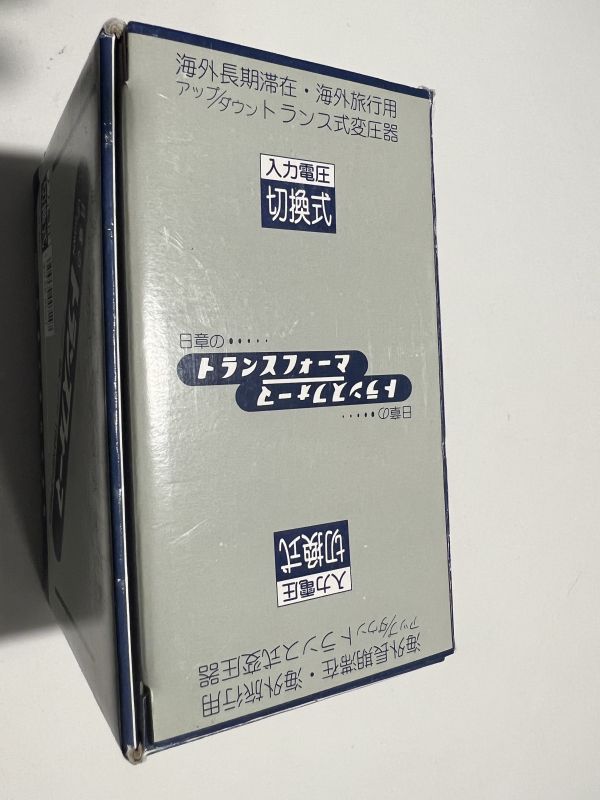 海外長期滞在・海外旅行用
アップ/ダウントランス式変圧器
入力電圧
切換式
日章の
トランスフォーマ
トランスフォーマ
日章の
切換式
入力電圧
アップ/ダウントランス式変圧器
海外長期滞在・海外旅行用